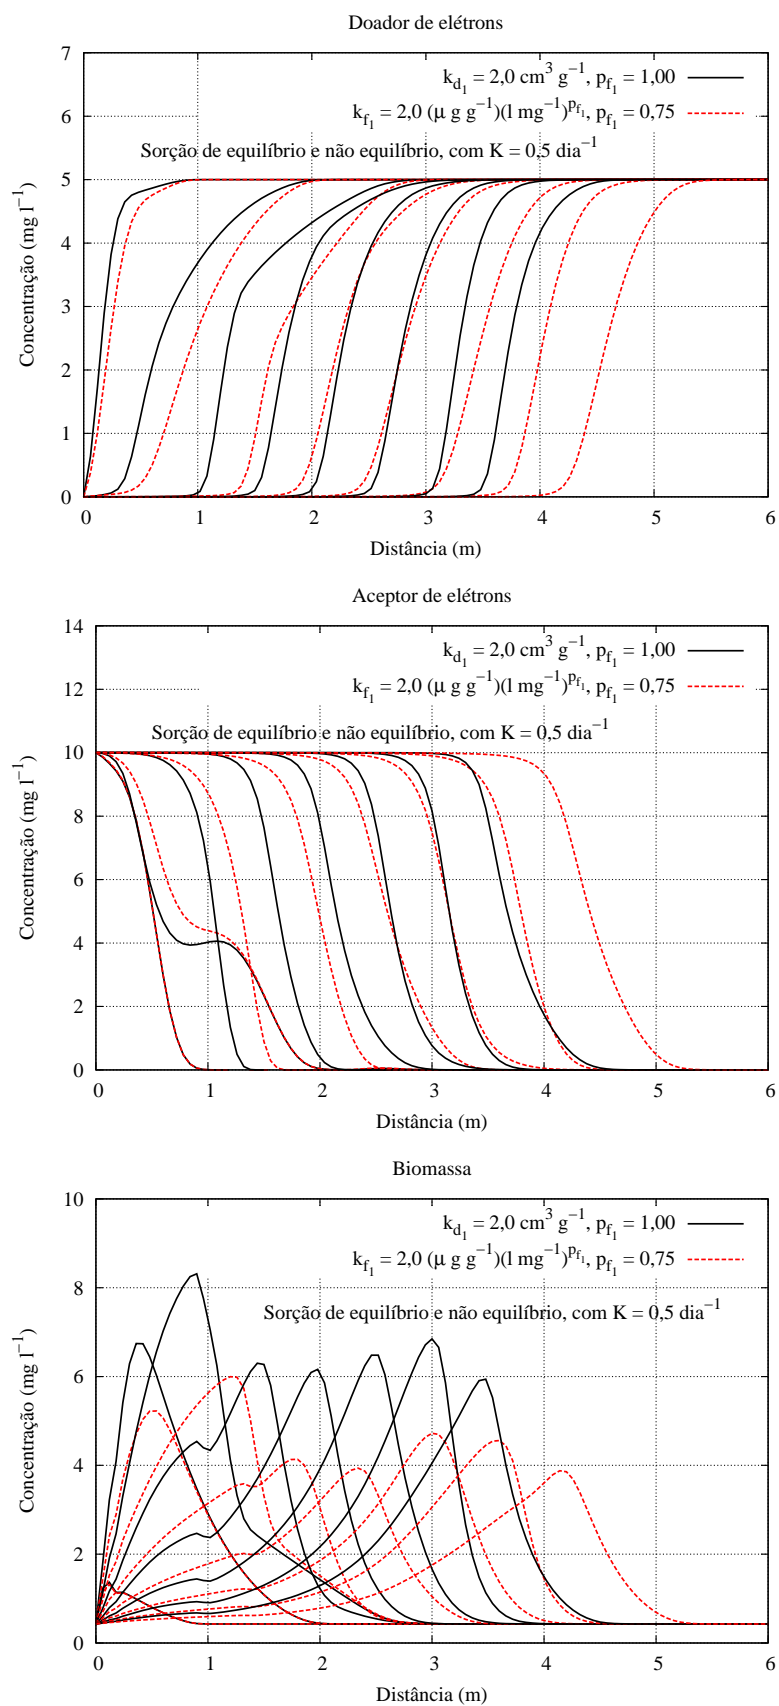 Doador de elétrons
7
6
5
4
3
2
1
0
k_{d_1} = 2,0 cm^3 g^{−1}, p_{f_1} = 1,00
k_{f_1} = 2,0 (μ g g^{−1})(l mg^{−1})^{p_{f_1}}, p_{f_1} = 0,75
Sorção de equilíbrio e não equilíbrio, com K = 0,5 dia^{−1}
Concentração (mg l^{−1})
0 1 2 3 4 5 6
Distância (m)
Aceptor de elétrons
14
12
10
8
6
4
2
0
k_{d_1} = 2,0 cm^3 g^{−1}, p_{f_1} = 1,00
k_{f_1} = 2,0 (μ g g^{−1})(l mg^{−1})^{p_{f_1}}, p_{f_1} = 0,75
Sorção de equilíbrio e não equilíbrio, com K = 0,5 dia^{−1}
Concentração (mg l^{−1})
0 1 2 3 4 5 6
Distância (m)
Biomassa
10
8
6
4
2
0
k_{d_1} = 2,0 cm^3 g^{−1}, p_{f_1} = 1,00
k_{f_1} = 2,0 (μ g g^{−1})(l mg^{−1})^{p_{f_1}}, p_{f_1} = 0,75
Sorção de equilíbrio e não equilíbrio, com K = 0,5 dia^{−1}
Concentração (mg l^{−1})
0 1 2 3 4 5 6
Distância (m)